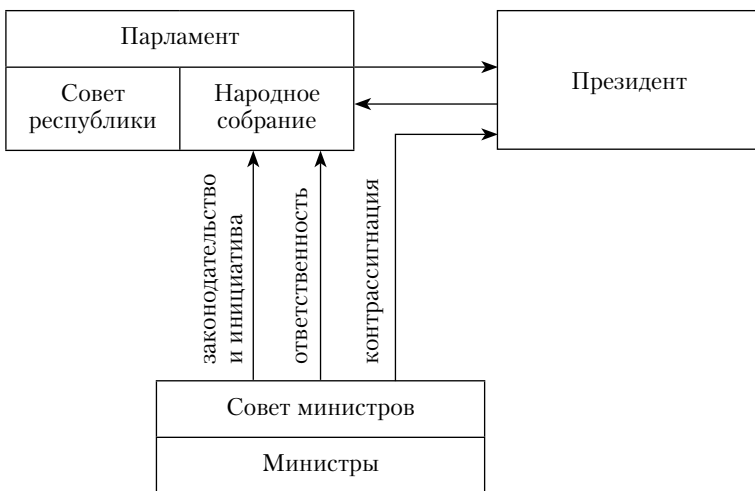 Парламент
Совет
республики
Народное
собрание
Президент
законодательство
и инициатива
ответственность
контрассигнация
Совет министров
Министры